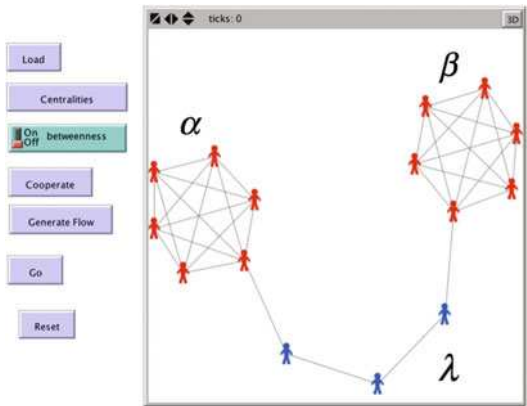 ticks: 0
3D
Load
Centralities
On
Off
betweenness
Cooperate
Generate Flow
Go
Reset
α
β
λ